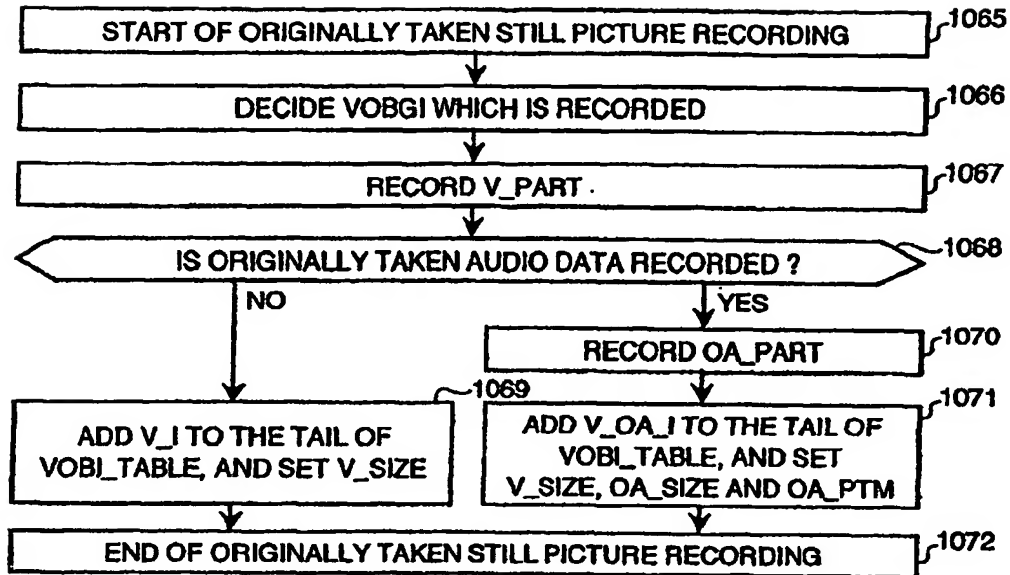 START OF ORIGINALLY TAKEN STILL PICTURE RECORDING
1065
DECIDE VOBGI WHICH IS RECORDED
1066
RECORD V_PART
1067
IS ORIGINALLY TAKEN AUDIO DATA RECORDED ?
1068
NO
YES
RECORD OA_PART
1070
1069
ADD V_I TO THE TAIL OF
VOBI_TABLE, AND SET V_SIZE
1071
ADD V_OA_I TO THE TAIL OF
VOBI_TABLE, AND SET
V_SIZE, OA_SIZE AND OA_PTM
END OF ORIGINALLY TAKEN STILL PICTURE RECORDING
1072